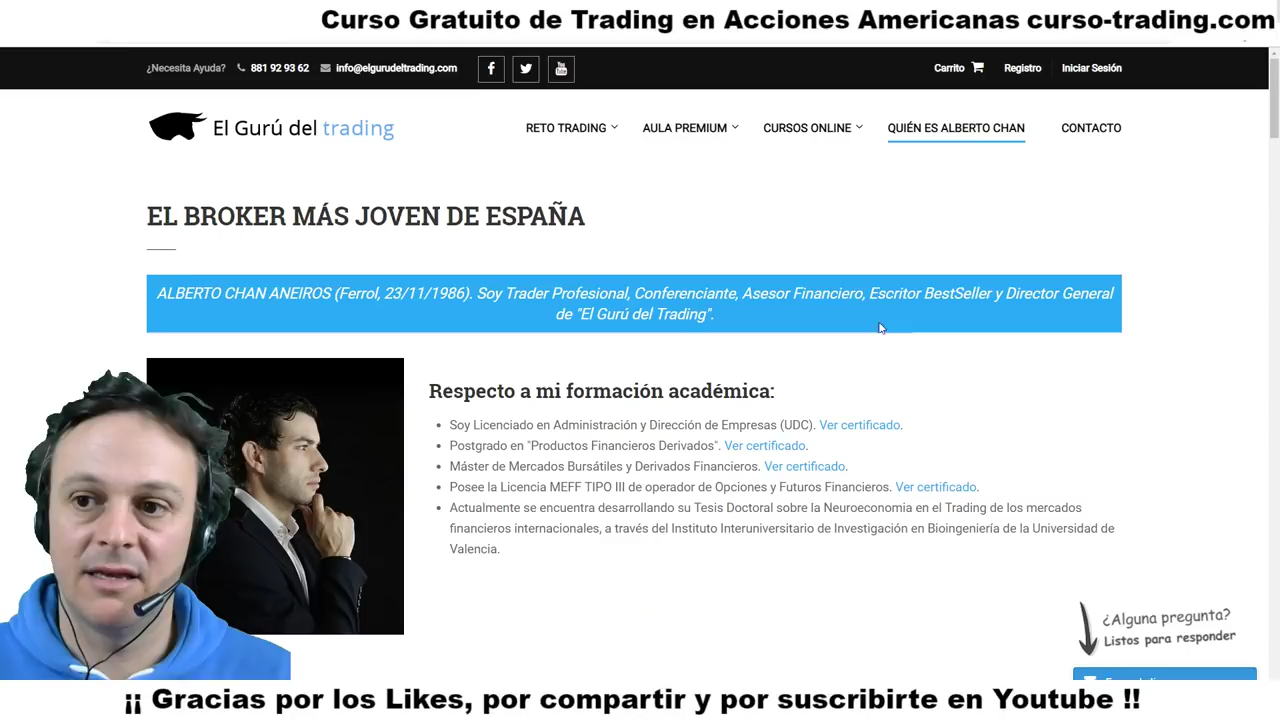 Curso Gratuito de Trading en Acciones Americanas curso-trading.com
¿Necesita Ayuda? 881 92 93 62 info@elgurudeltrading.com
Carrito Registro Iniciar Sesión
El Gurú del trading
RETO TRADING AULA PREMIUM CURSOS ONLINE QUIÉN ES ALBERTO CHAN CONTACTO
EL BROKER MÁS JOVEN DE ESPAÑA
ALBERTO CHAN ANEIROS (Ferrol, 23/11/1986). Soy Trader Profesional, Conferenciante, Asesor Financiero, Escritor BestSeller y Director General
de "El Gurú del Trading".
Respecto a mi formación académica:
Soy Licenciado en Administración y Dirección de Empresas (UDC). Ver certificado.
Postgrado en "Productos Financieros Derivados". Ver certificado.
Máster de Mercados Bursátiles y Derivados Financieros. Ver certificado.
Posee la Licencia MEFF TIPO III de operador de Opciones y Futuros Financieros. Ver certificado.
Actualmente se encuentra desarrollando su Tesis Doctoral sobre la Neuroeconomia en el Trading de los mercados
financieros internacionales, a través del Instituto Interuniversitario de Investigación en Bioingeniería de la Universidad de
Valencia.
¿Alguna pregunta?
Listos para responder
¡¡ Gracias por los Likes, por compartir y por suscribirte en Youtube !!